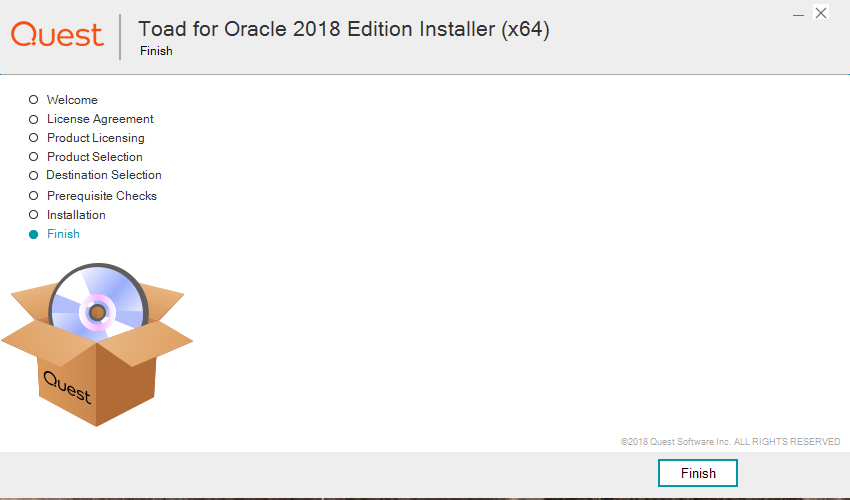 Quest
Toad for Oracle 2018 Edition Installer (x64)
Finish
Welcome
License Agreement
Product Licensing
Product Selection
Destination Selection
Prerequisite Checks
Installation
Finish
Quest
©2018 Quest Software Inc. ALL RIGHTS RESERVED
Finish